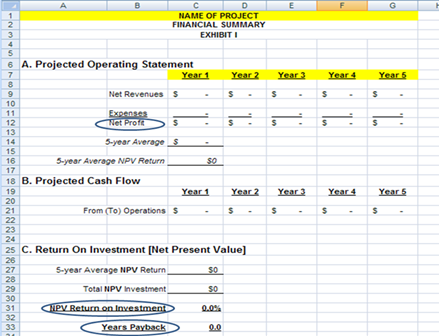 A B C D E F G
1 NAME OF PROJECT
2 FINANCIAL SUMMARY
3 EXHIBIT I
4
5
6 A. Projected Operating Statement
7 Year 1 Year 2 Year 3 Year 4 Year 5
8
9 Net Revenues $ - $ - $ - $ - $ -
10
11 Expenses - - - - -
12 Net Profit $ - $ - $ - $ - $ -
13
14 5-year Average $ -
15
16 5-year Average NPV Return $0
17
18 B. Projected Cash Flow
19 Year 1 Year 2 Year 3 Year 4 Year 5
20
21 From (To) Operations $ - $ - $ - $ - $ -
22
23
24
25 C. Return On Investment [Net Present Value]
26
27 5-year Average NPV Return $0
28
29 Total NPV Investment $0
30
31 NPV Return on Investment 0.0%
32
33 Years Payback 0.0